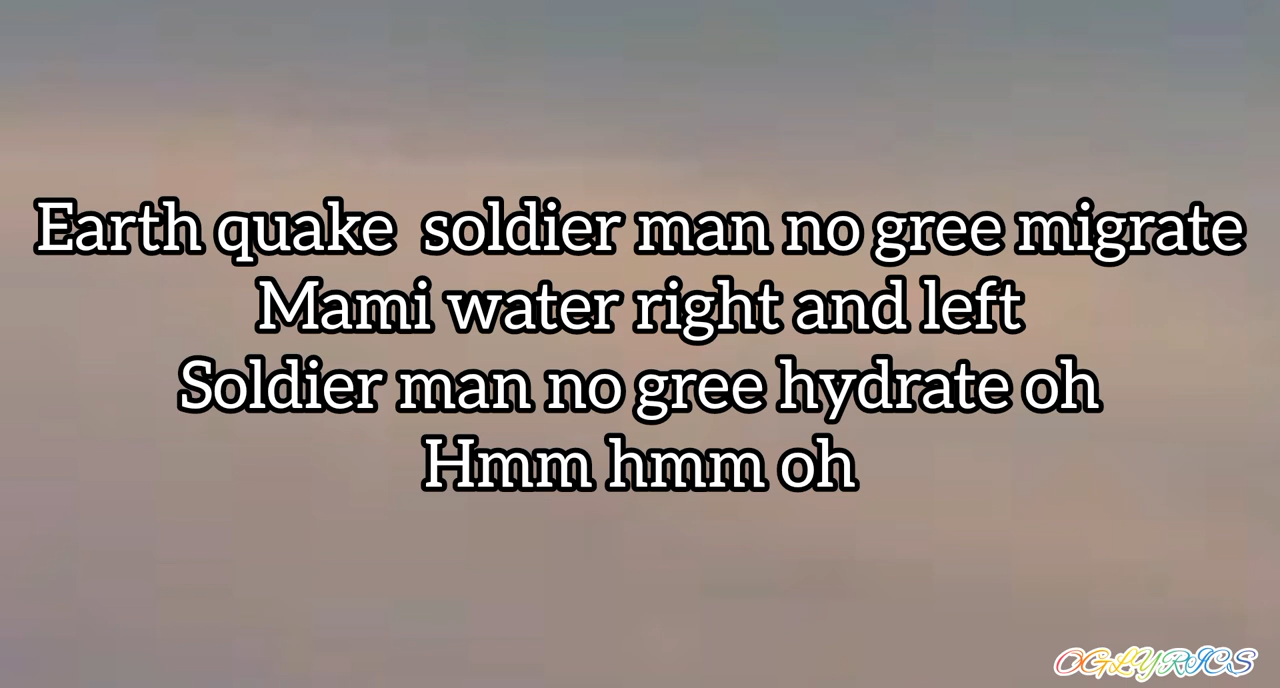 Earth quake  soldier man no gree migrate
Mami water right and left
Soldier man no gree hydrate oh
Hmm hmm oh
OGLYRICS